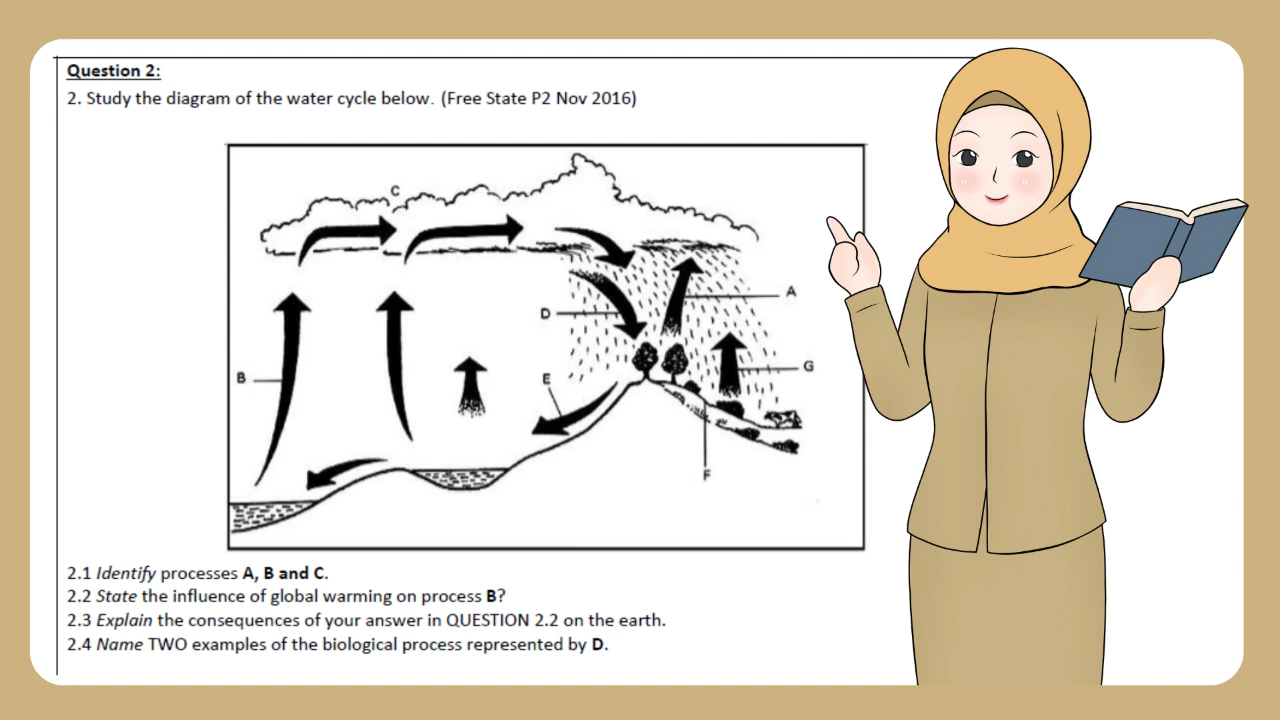 Question 2:
2. Study the diagram of the water cycle below. (Free State P2 Nov 2016)
C
A
D
G
B
E
F
2.1 Identify processes A, B and C.
2.2 State the influence of global warming on process B?
2.3 Explain the consequences of your answer in QUESTION 2.2 on the earth.
2.4 Name TWO examples of the biological process represented by D.